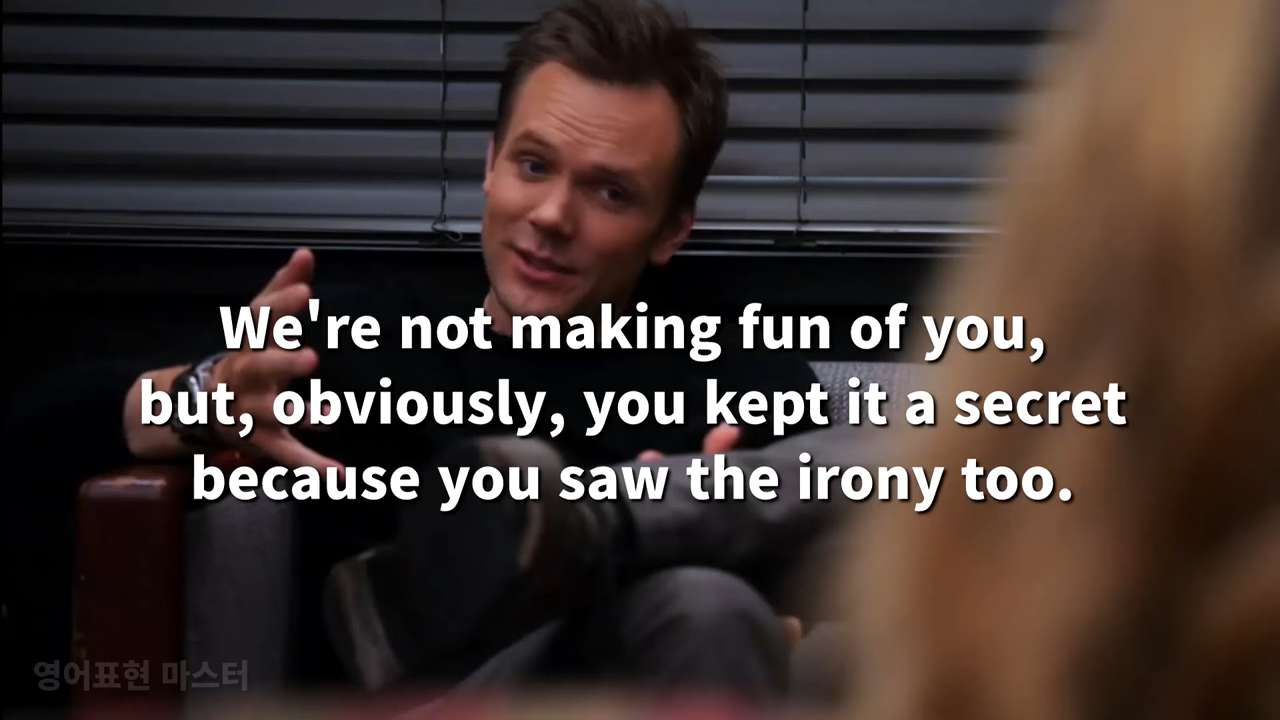 We're not making fun of you,
but, obviously, you kept it a secret
because you saw the irony too.
영어표현 마스터